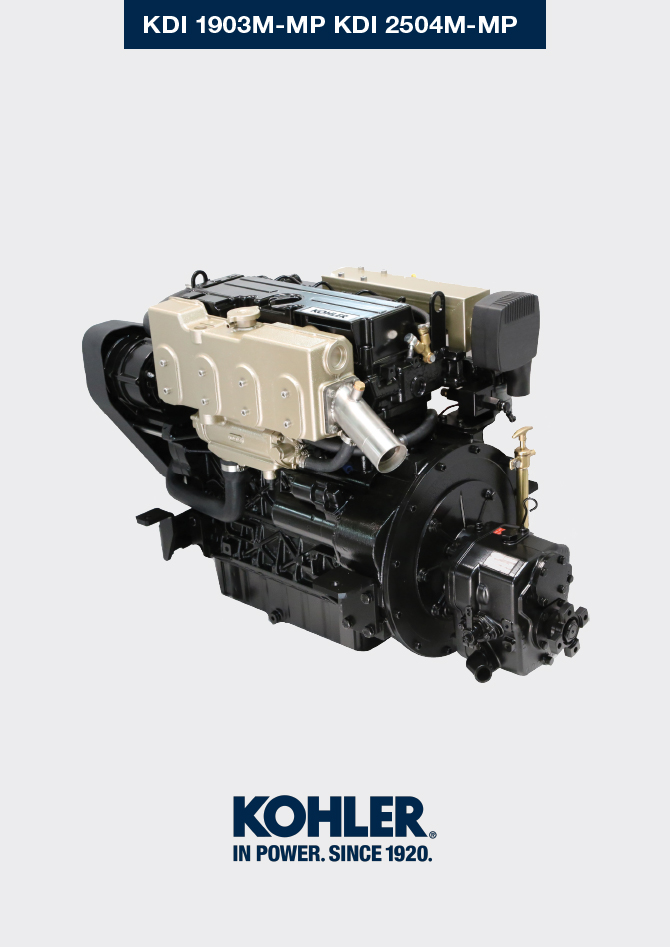 KDI 1903M-MP KDI 2504M-MP
KOHLER
KOHLER®
IN POWER. SINCE 1920.